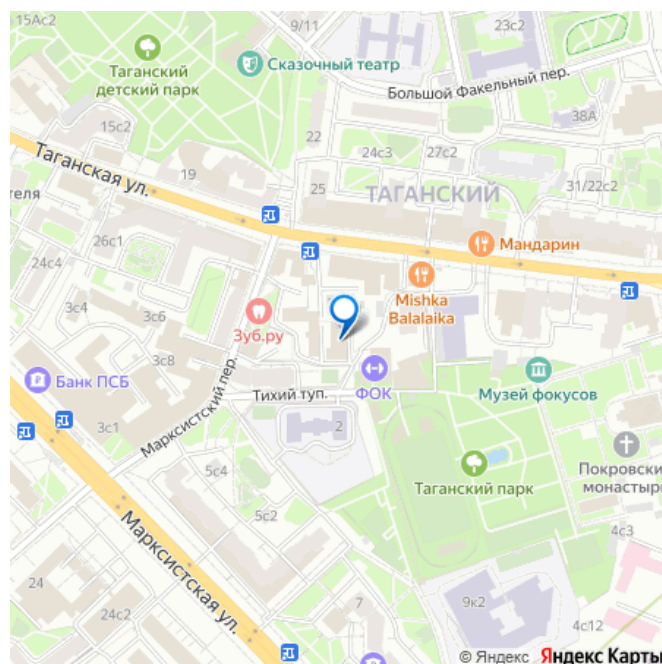 15Ас2
9/11
23с2
Таганский
детский парк
Сказочный театр
Большой Факельный пер.
15с2
22
38А
24с3
27с2
Таганская ул.
19
25
ТАГАНСКИЙ
31/22с2
теля
26с1
Мандарин
24с4
3с4
3с6
Зуб.ру
Mishka
Balalaika
3с8
Банк ПСБ
Марксистский пер.
Тихий туп.
ФОК
Музей фокусов
3с1
2
5с4
Таганский парк
Покровски
монастыр
5с2
Марксистская ул.
4с3
24
24с2
7
9к2
4с12
© Яндекс Яндекс Карты